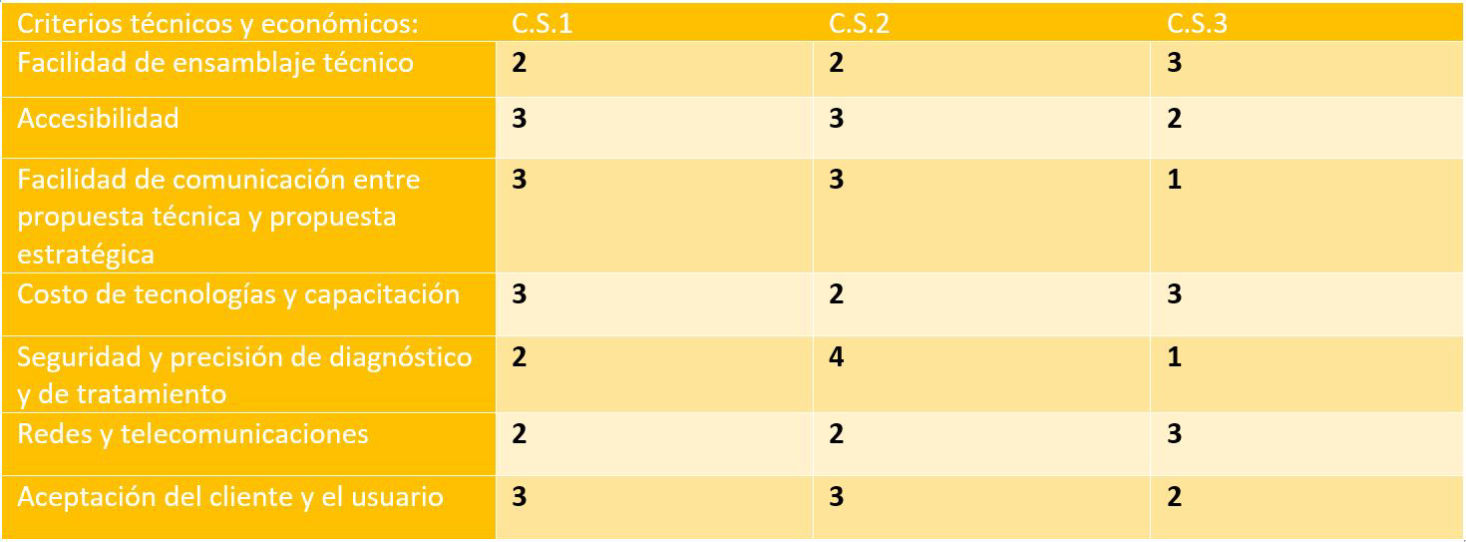 Criterios técnicos y económicos: C.S.1 C.S.2 C.S.3
Facilidad de ensamblaje técnico 2 2 3
Accesibilidad 3 3 2
Facilidad de comunicación entre 3 3 1
propuesta técnica y propuesta
estratégica
Costo de tecnologías y capacitación 3 2 3
Seguridad y precisión de diagnóstico 2 4 1
y de tratamiento
Redes y telecomunicaciones 2 2 3
Aceptación del cliente y el usuario 3 3 2